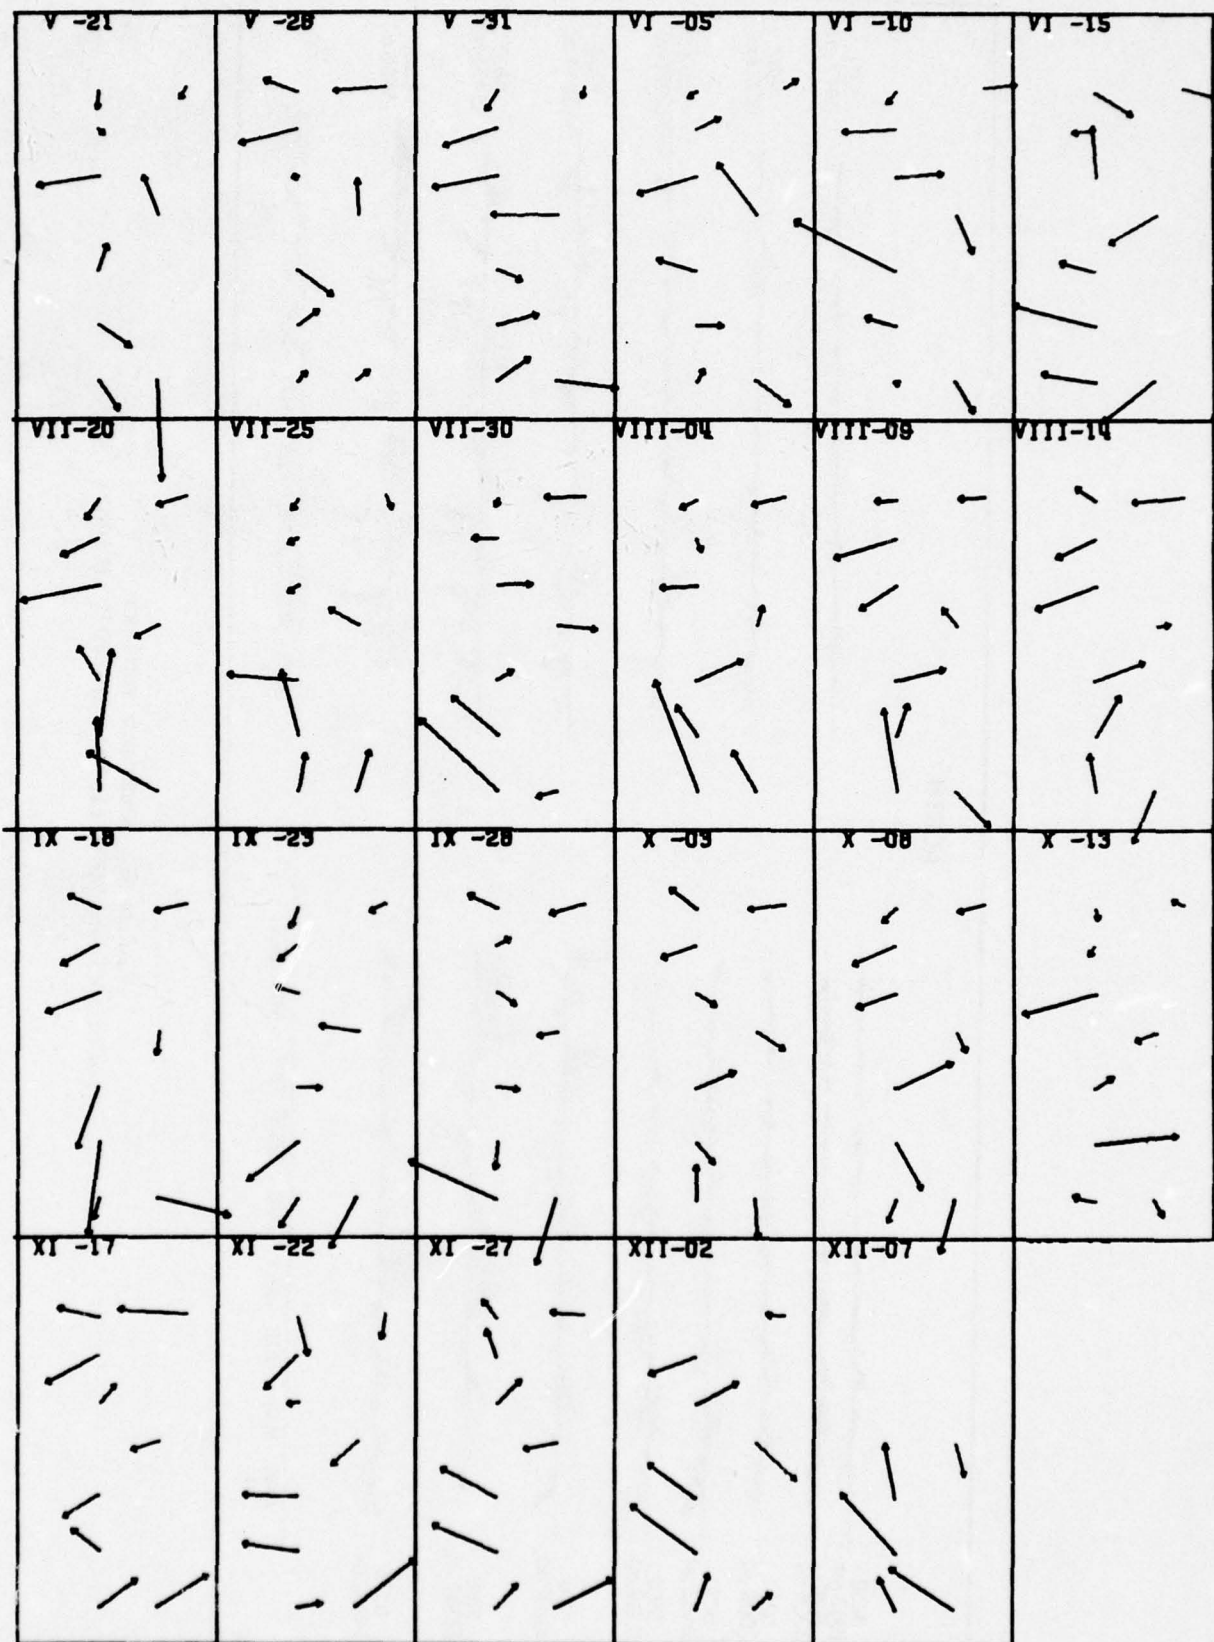 V -21 V -28 V -31 VI -05 VI -10 VI -15
VII-20 VII-25 VII-30 VIII-04 VIII-09 VIII-14
IX -18 IX -23 IX -28 X -03 X -08 X -13
XI -17 XI -22 XI -27 XII-02 XII-07